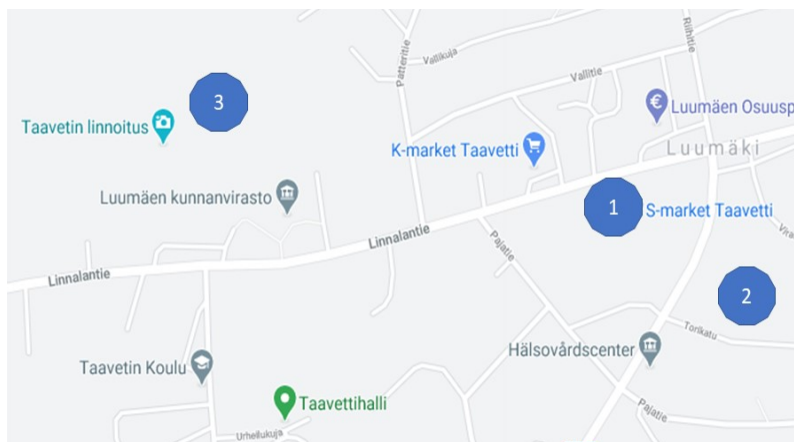 Riihitie
Patteritie
Vallikuja
Vallitie
3
€
Luumäen Osuusp
Taavetin linnoitus
K-market Taavetti
Luumäki
Luumäen kunnanvirasto
1
S-market Taavetti
Linnalantie
Pajatie
Vira
Linnalantie
2
Torikatu
Hälsovårdscenter
Taavetin Koulu
Taavettihalli
Pajatie
Urheilukuja